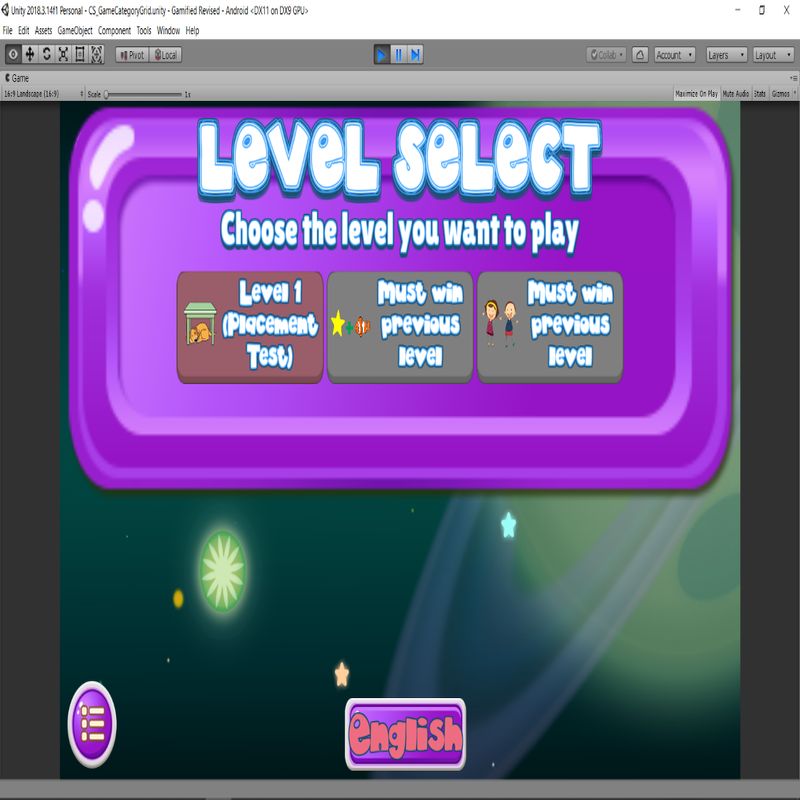 Unity 2018.3.14f1 Personal - CS_GameCategoryGrid.unity - Gamified Revised - Android <DX11 on DX9 GPU>
File Edit Assets GameObject Component Tools Window Help
Pivot Local Collab Account Layers Layout
Game
16:9 Landscape (16:9) Scale 1x Maximize On Play Mute Audio Stats Gizmos
Level Select
Choose the level you want to play
Level 1
(Placement
Test)
Must win
previous
level
Must win
previous
level
English